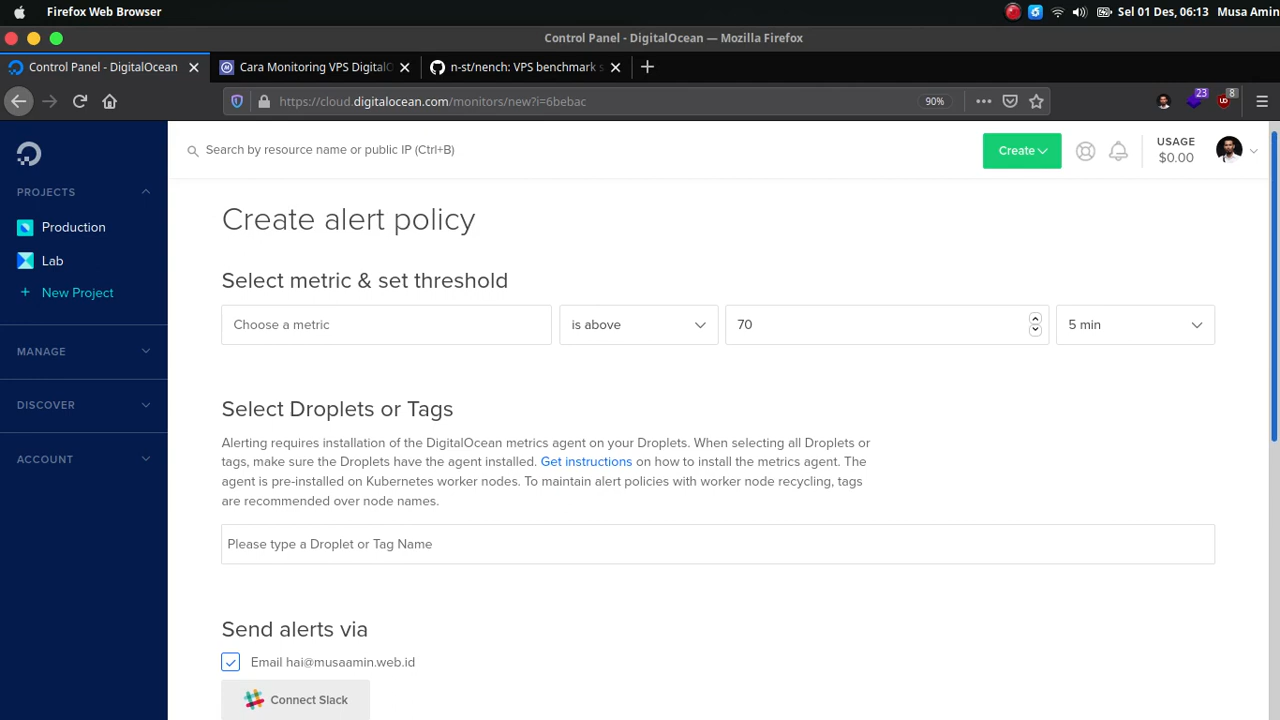 Firefox Web Browser
Sel 01 Des, 06:13
Musa Amin
Control Panel - DigitalOcean — Mozilla Firefox
Control Panel - DigitalOcean
Cara Monitoring VPS DigitalO
n-st/nench: VPS benchmark s
https://cloud.digitalocean.com/monitors/new?i=6bebac
90%
23
8
Search by resource name or public IP (Ctrl+B)
Create
USAGE
$0.00
PROJECTS
Production
Lab
+ New Project
MANAGE
DISCOVER
ACCOUNT
Create alert policy
Select metric & set threshold
Choose a metric
is above
70
5 min
Select Droplets or Tags
Alerting requires installation of the DigitalOcean metrics agent on your Droplets. When selecting all Droplets or
tags, make sure the Droplets have the agent installed. Get instructions on how to install the metrics agent. The
agent is pre-installed on Kubernetes worker nodes. To maintain alert policies with worker node recycling, tags
are recommended over node names.
Please type a Droplet or Tag Name
Send alerts via
Email hai@musaamin.web.id
Connect Slack